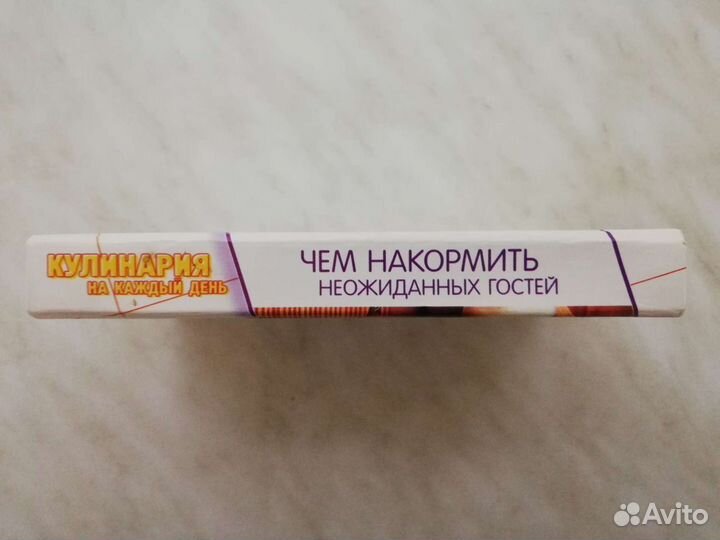 КУЛИНАРИЯ
НА КАЖДЫЙ ДЕНЬ
ЧЕМ НАКОРМИТЬ
НЕОЖИДАННЫХ ГОСТЕЙ
Avito